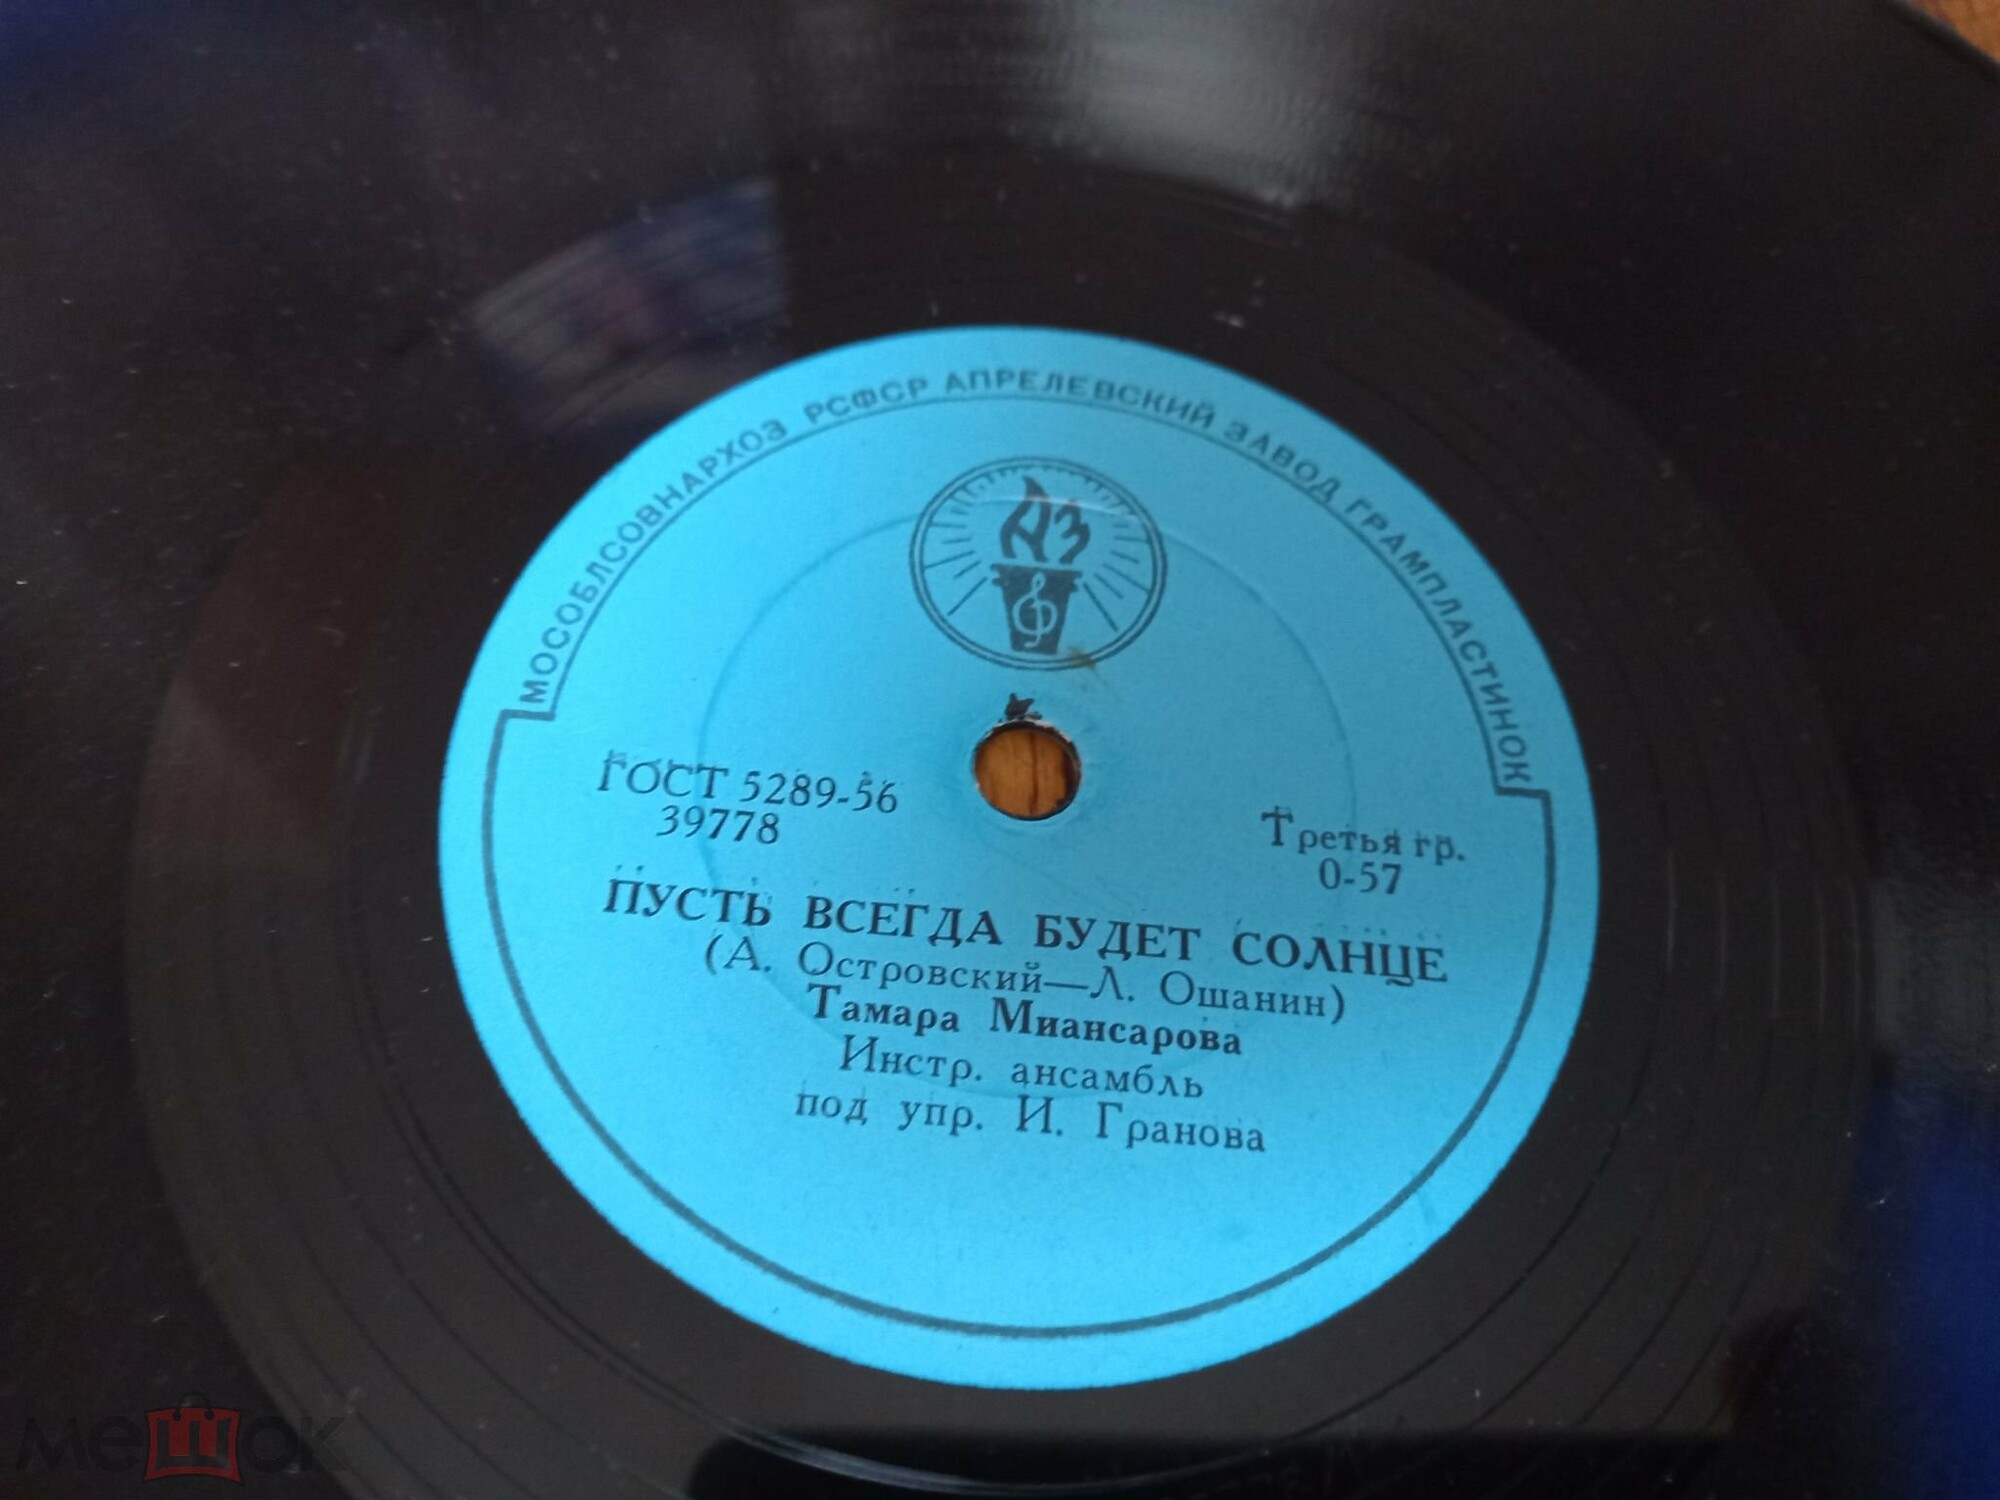 МОСОБЛСОВНАРХОЗ РСФСР АПРЕЛЕВСКИЙ ЗАВОД ГРАМПЛАСТИНОК
АЗ
ГОСТ 5289-56
39778
Третья гр.
0-57
ПУСТЬ ВСЕГДА БУДЕТ СОЛНЦЕ
(А. Островский—Л. Ошанин)
Тамара Миансарова
Инстр. ансамбль
под упр. И. Гранова
мешок